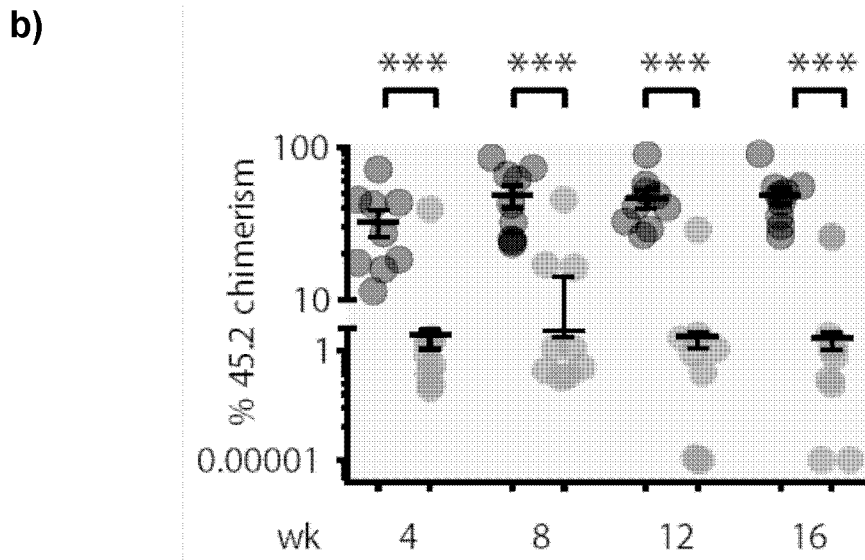 b)
*** *** *** ***
% 45.2 chimerism
100
10
1
0.00001
wk 4 8 12 16